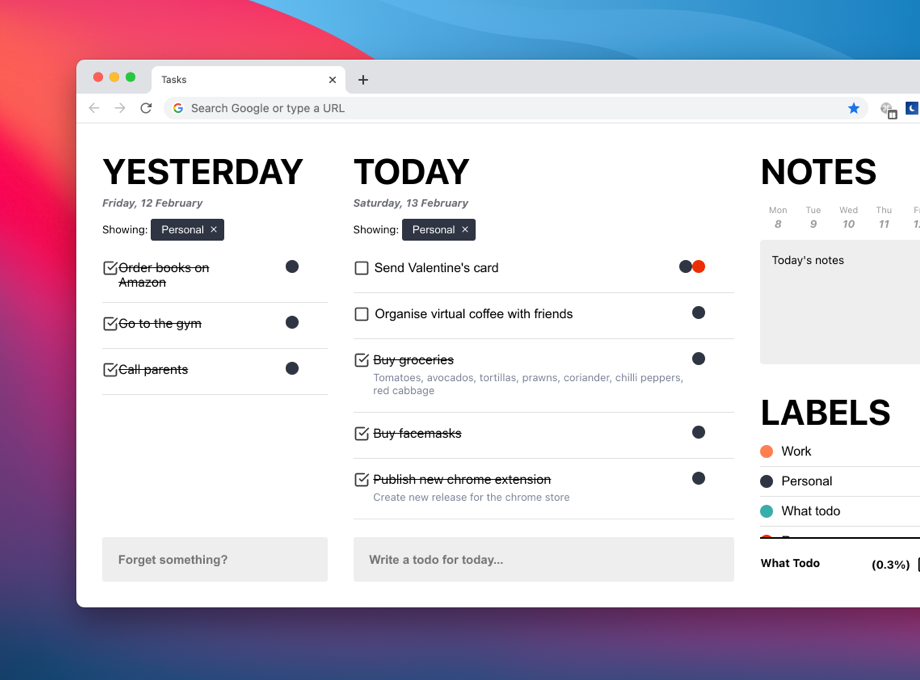 Tasks
Search Google or type a URL
YESTERDAY
Friday, 12 February
Showing: Personal ×
Order books on
Amazon
Go to the gym
Call parents
Forget something?
TODAY
Saturday, 13 February
Showing: Personal ×
Send Valentine's card
Organise virtual coffee with friends
Buy groceries
Tomatoes, avocados, tortillas, prawns, coriander, chilli peppers,
red cabbage
Buy facemasks
Publish new chrome extension
Create new release for the chrome store
Write a todo for today...
NOTES
Mon Tue Wed Thu
8 9 10 11
Today's notes
LABELS
Work
Personal
What todo
What Todo (0.3%)